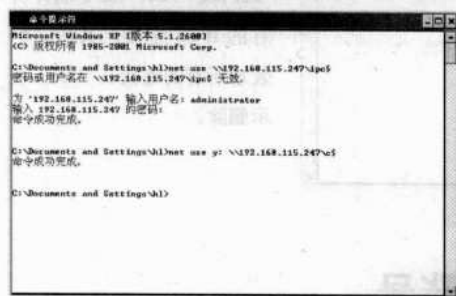 命令提示符
Microsoft Windows XP [版本 5.1.2600]
(C) 版权所有 1985-2001 Microsoft Corp.
C:\Documents and Settings\hl>net use \\192.168.115.247\ipc$
密码或用户名在 \\192.168.115.247\ipc$ 无效。
为 '192.168.115.247' 输入用户名: administrator
输入 192.168.115.247 的密码:
命令成功完成。
C:\Documents and Settings\hl>net use y: \\192.168.115.247\c$
命令成功完成。
C:\Documents and Settings\hl>